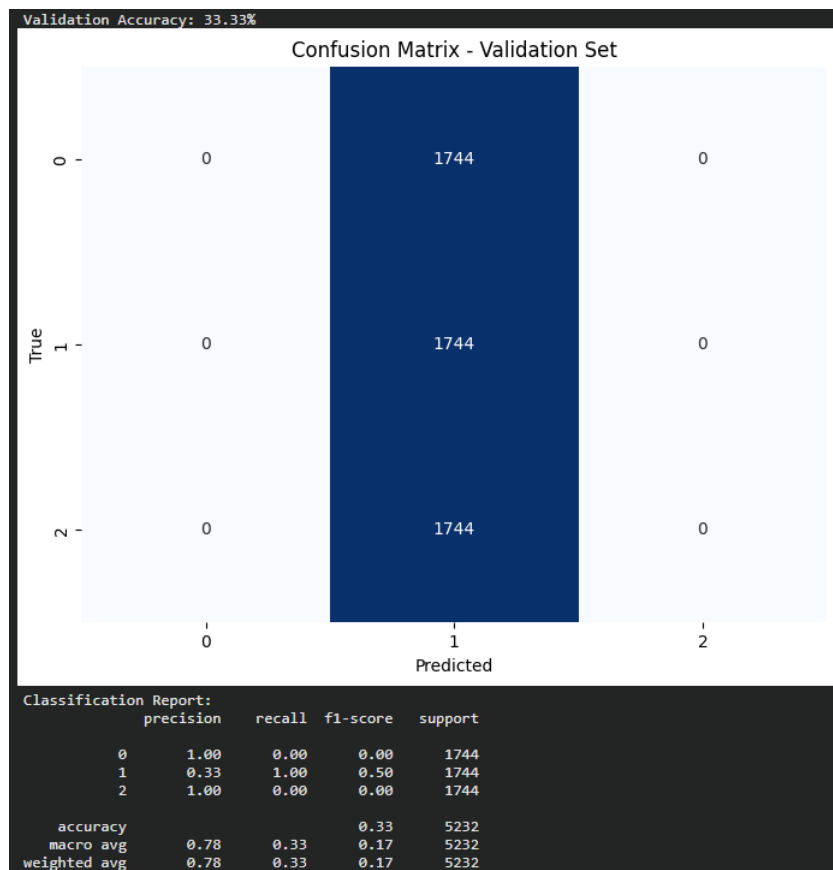 Validation Accuracy: 33.33%
Confusion Matrix - Validation Set
0 0 1744 0
True
1 0 1744 0
2 0 1744 0
0 1 2
Predicted
Classification Report:
precision recall f1-score support
0 1.00 0.00 0.00 1744
1 0.33 1.00 0.50 1744
2 1.00 0.00 0.00 1744
accuracy 0.33 5232
macro avg 0.78 0.33 0.17 5232
weighted avg 0.78 0.33 0.17 5232